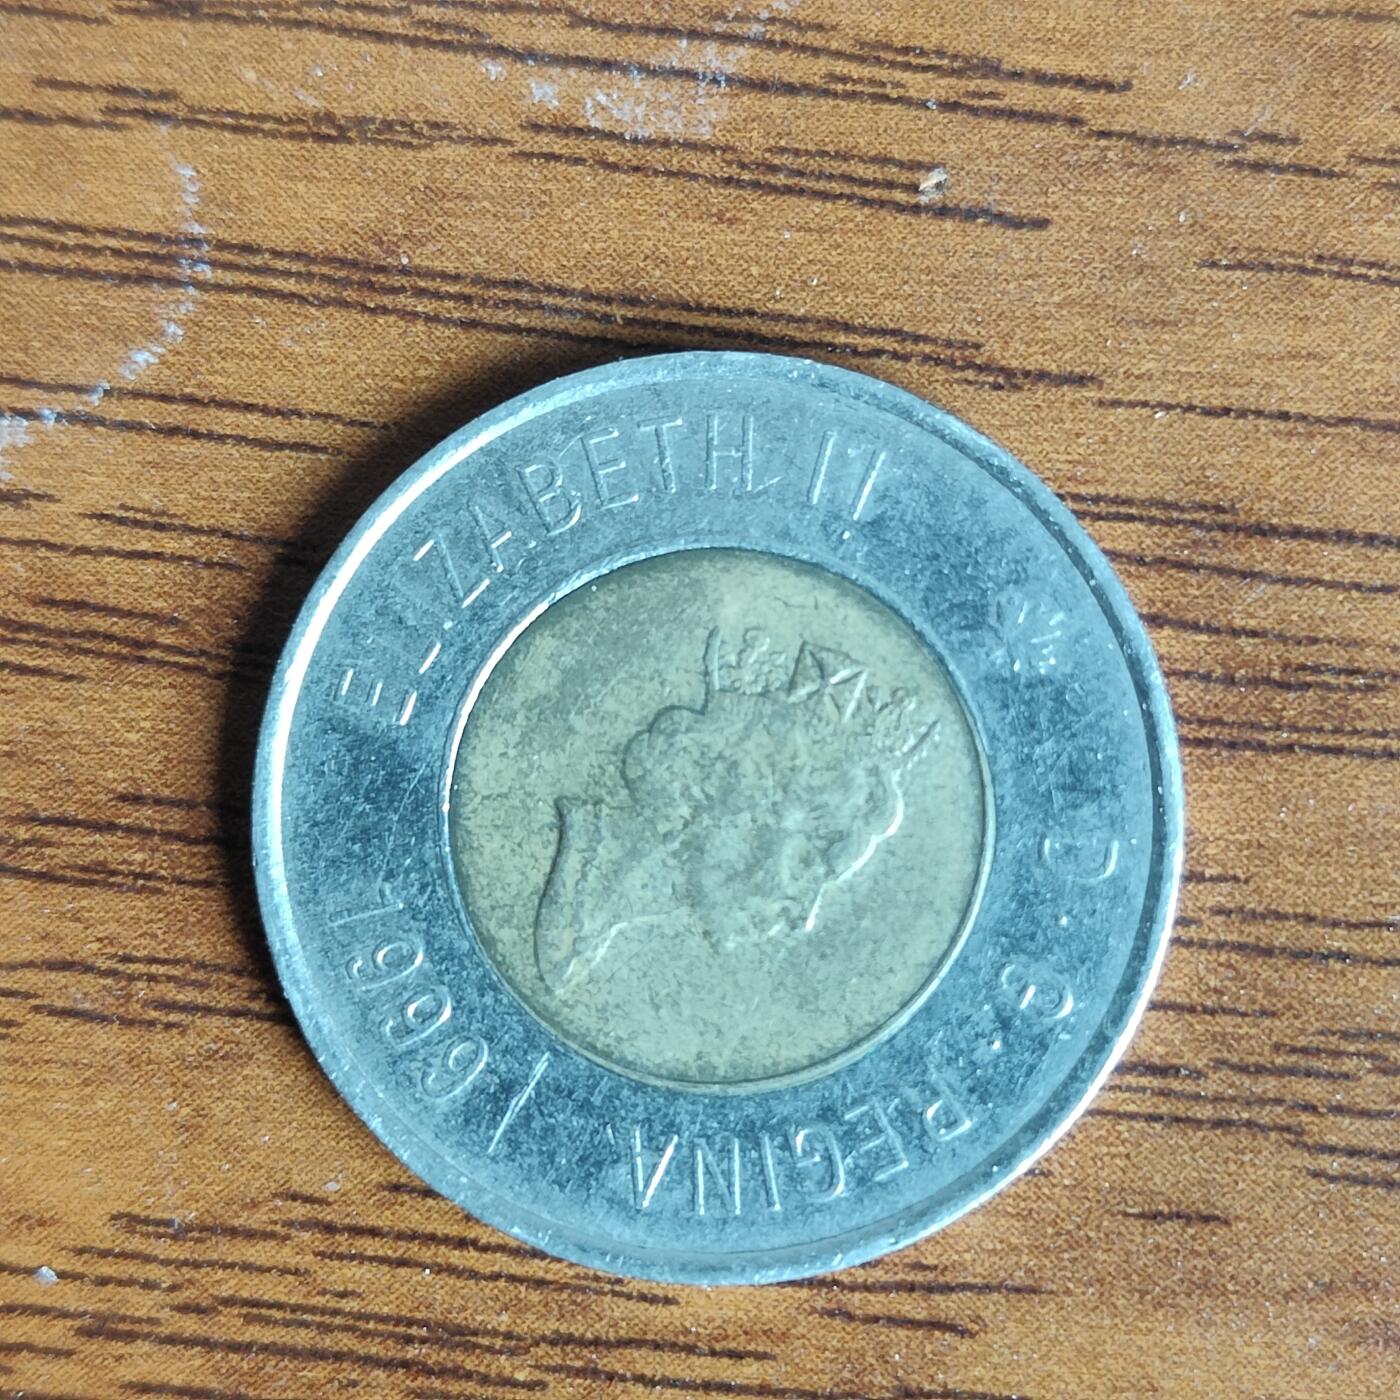 ELIZABETH II
D·G·REGINA
1996